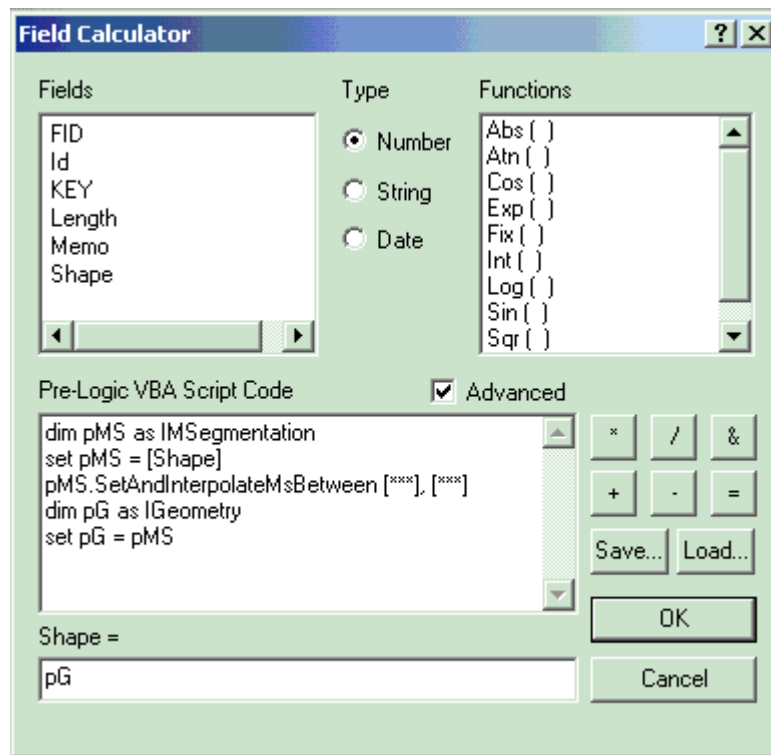 Field Calculator
Fields
Type
Functions
FID
Id
KEY
Length
Memo
Shape
Number
String
Date
Abs ( )
Atn ( )
Cos ( )
Exp ( )
Fix ( )
Int ( )
Log ( )
Sin ( )
Sqr ( )
Pre-Logic VBA Script Code
Advanced
dim pMS as IMSegmentation
set pMS = [Shape]
pMS.SetAndInterpolateMsBetween [***], [***]
dim pG as IGeometry
set pG = pMS
* / &
+ - =
Save... Load...
OK
Shape =
pG
Cancel